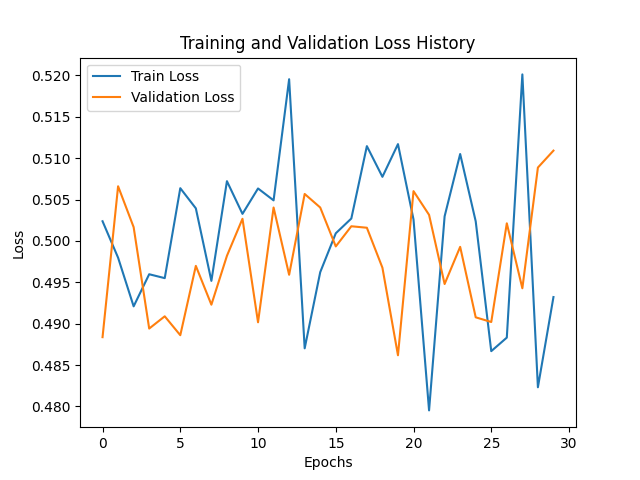 Training and Validation Loss History
Train Loss
Validation Loss
0.520
0.515
0.510
0.505
0.500
0.495
0.490
0.485
0.480
Loss
0 5 10 15 20 25 30
Epochs